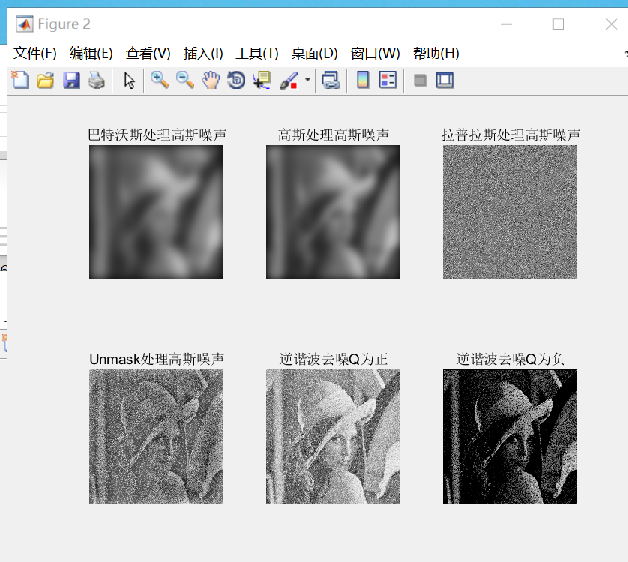 Figure 2
文件(F) 编辑(E) 查看(V) 插入(I) 工具(T) 桌面(D) 窗口(W) 帮助(H)
巴特沃斯处理高斯噪声 高斯处理高斯噪声 拉普拉斯处理高斯噪声
Unmask处理高斯噪声 逆谐波去噪Q为正 逆谐波去噪Q为负